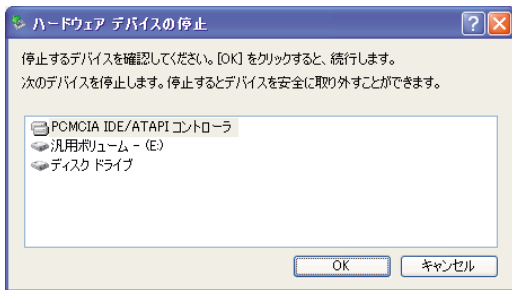 ハードウェア デバイスの停止
停止するデバイスを確認してください。[OK] をクリックすると、続行します。
次のデバイスを停止します。停止するとデバイスを安全に取り外すことができます。
PCMCIA IDE/ATAPI コントローラ
汎用ボリューム - (E:)
ディスク ドライブ
OK キャンセル